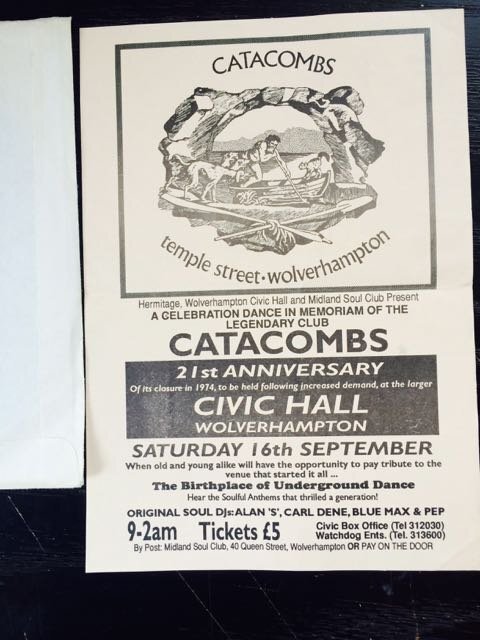 CATACOMBS
temple street · wolverhampton
Hermitage, Wolverhampton Civic Hall and Midland Soul Club Present
A CELEBRATION DANCE IN MEMORIAM OF THE
LEGENDARY CLUB
CATACOMBS
21st ANNIVERSARY
Of its closure in 1974, to be held following increased demand, at the larger
CIVIC HALL
WOLVERHAMPTON
SATURDAY 16th SEPTEMBER
When old and young alike will have the opportunity to pay tribute to the
venue that started it all ...
The Birthplace of Underground Dance
Hear the Soulful Anthems that thrilled a generation!
ORIGINAL SOUL DJs: ALAN 'S', CARL DENE, BLUE MAX & PEP
9-2am Tickets £5 Civic Box Office (Tel 312030)
Watchdog Ents. (Tel. 313600)
By Post: Midland Soul Club, 40 Queen Street, Wolverhampton OR PAY ON THE DOOR